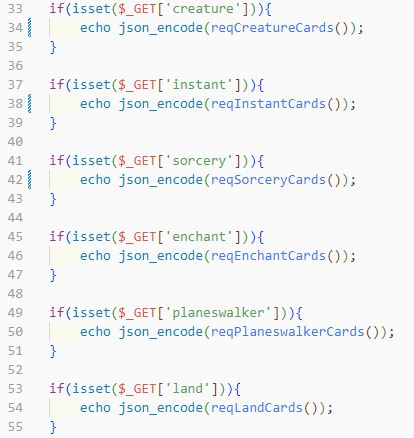 33 if(isset($_GET['creature'])){
34     echo json_encode(reqCreatureCards());
35 }
36
37 if(isset($_GET['instant'])){
38     echo json_encode(reqInstantCards());
39 }
40
41 if(isset($_GET['sorcery'])){
42     echo json_encode(reqSorceryCards());
43 }
44
45 if(isset($_GET['enchant'])){
46     echo json_encode(reqEnchantCards());
47 }
48
49 if(isset($_GET['planeswalker'])){
50     echo json_encode(reqPlaneswalkerCards());
51 }
52
53 if(isset($_GET['land'])){
54     echo json_encode(reqLandCards());
55 }